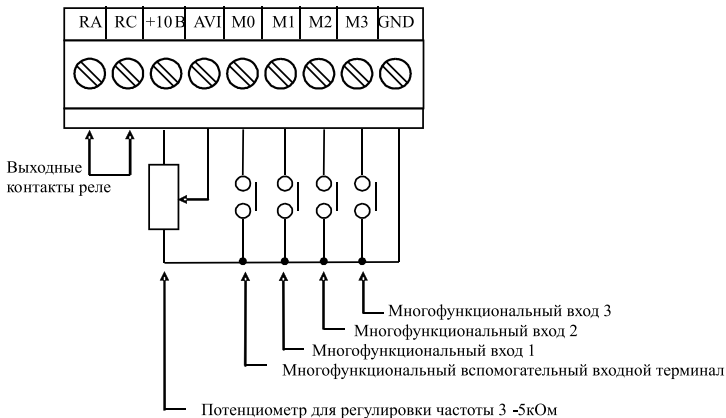 RA RC +10В AVI M0 M1 M2 M3 GND
Выходные
контакты реле
Многофункциональный вход 3
Многофункциональный вход 2
Многофункциональный вход 1
Многофункциональный вспомогательный входной терминал
Потенциометр для регулировки частоты 3 -5кОм